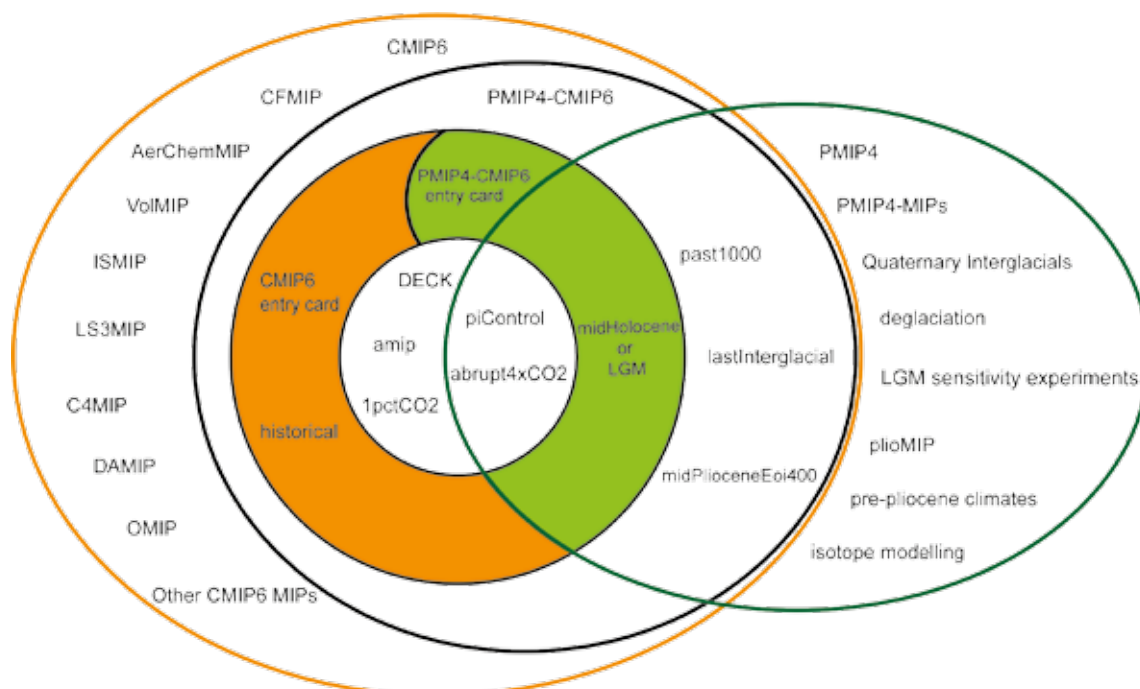 CMIP6
CFMIP
PMIP4-CMIP6
AerChemMIP
PMIP4
VolMIP
PMIP4-CMIP6
entry card
PMIP4-MIPs
ISMIP
CMIP6
entry card
DECK
past1000
Quaternary Interglacials
LS3MIP
amip
piControl
midHolocene
or
LGM
lastInterglacial
deglaciation
abrupt4xCO2
LGM sensitivity experiments
C4MIP
1pctCO2
historical
plioMIP
DAMIP
midPlioceneEoi400
pre-pliocene climates
OMIP
isotope modelling
Other CMIP6 MIPs